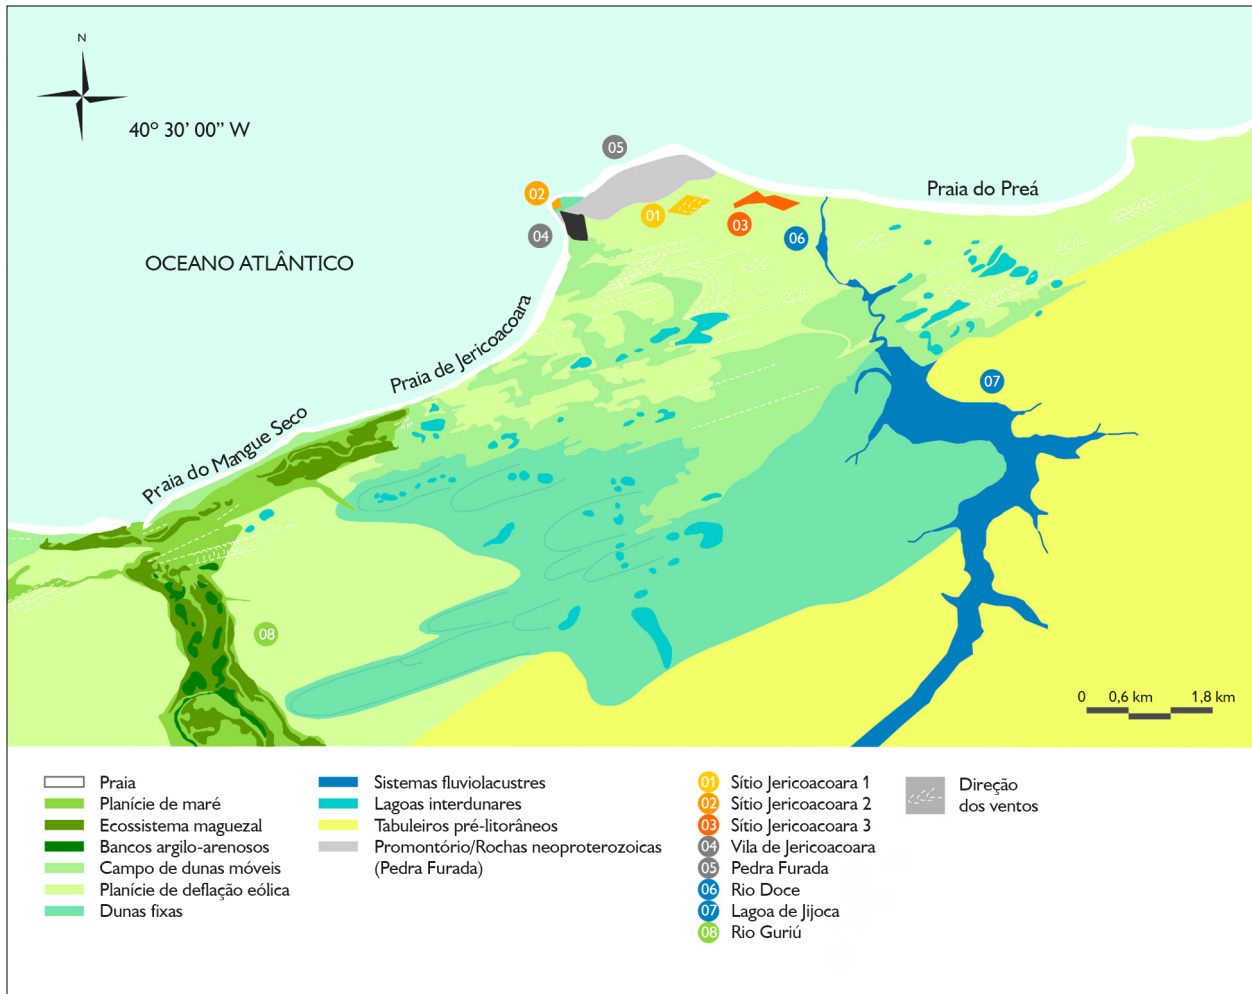 N
40º 30' 00” W
05
02
Praia do Preá
01
03
04
06
OCEANO ATLÂNTICO
Praia de Jericoacoara
07
Praia do Mangue Seco
08
0 0,6 km 1,8 km
Praia
Planície de maré
Ecossistema maguezal
Bancos argilo-arenosos
Campo de dunas móveis
Planície de deflação eólica
Dunas fixas
Sistemas fluviolacustres
Lagoas interdunares
Tabuleiros pré-litorâneos
Promontório/Rochas neoproterozoicas
(Pedra Furada)
01 Sítio Jericoacoara 1
02 Sítio Jericoacoara 2
03 Sítio Jericoacoara 3
04 Vila de Jericoacoara
05 Pedra Furada
06 Rio Doce
07 Lagoa de Jijoca
08 Rio Guriú
Direção
dos ventos